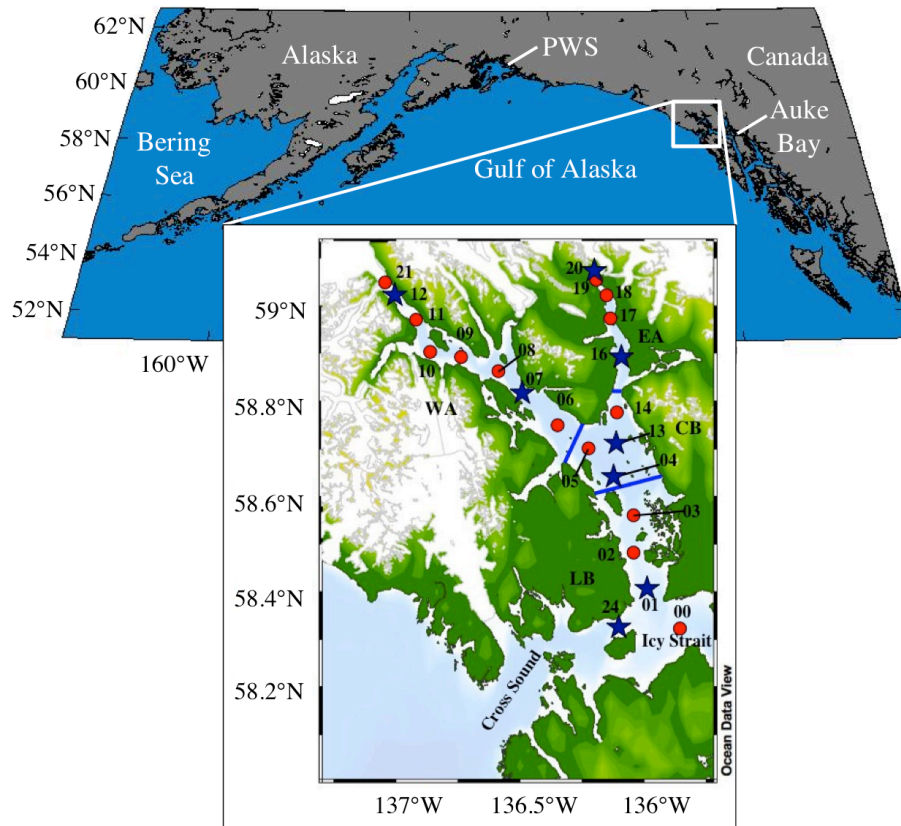 62°N
Alaska
PWS
Canada
60°N
Auke
Bay
58°N
Bering
Sea
Gulf of Alaska
56°N
54°N
52°N
160°W
20
21
19
18
12
59°N
11
17
09
EA
08
16
10
07
58.8°N
WA
06
14
CB
13
04
05
58.6°N
03
02
LB
58.4°N
01
24
00
Icy Strait
Cross Sound
58.2°N
Ocean Data View
137°W
136.5°W
136°W